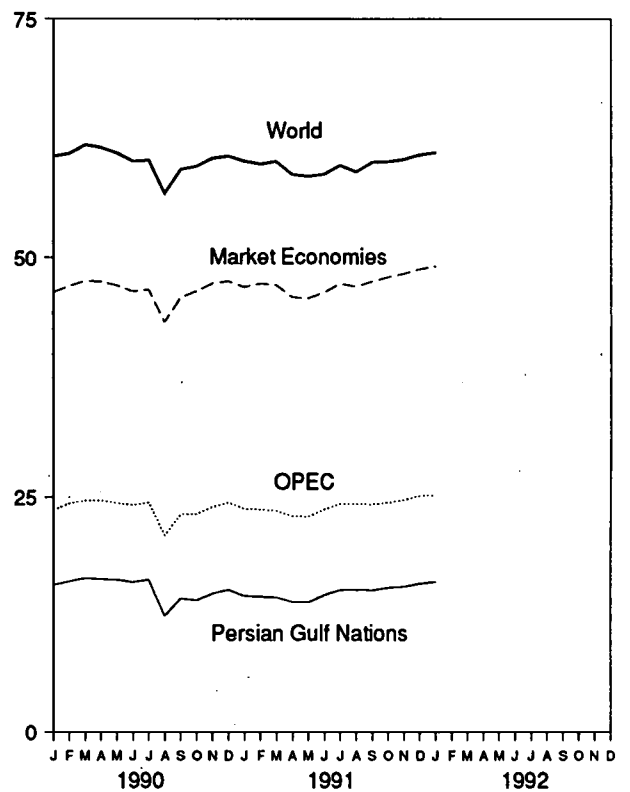 75
World
50
Market Economies
OPEC
25
Persian Gulf Nations
0
J F M A M J J A S O N D J F M A M J J A S O N D J F M A M J J A S O N D
1990 1991 1992